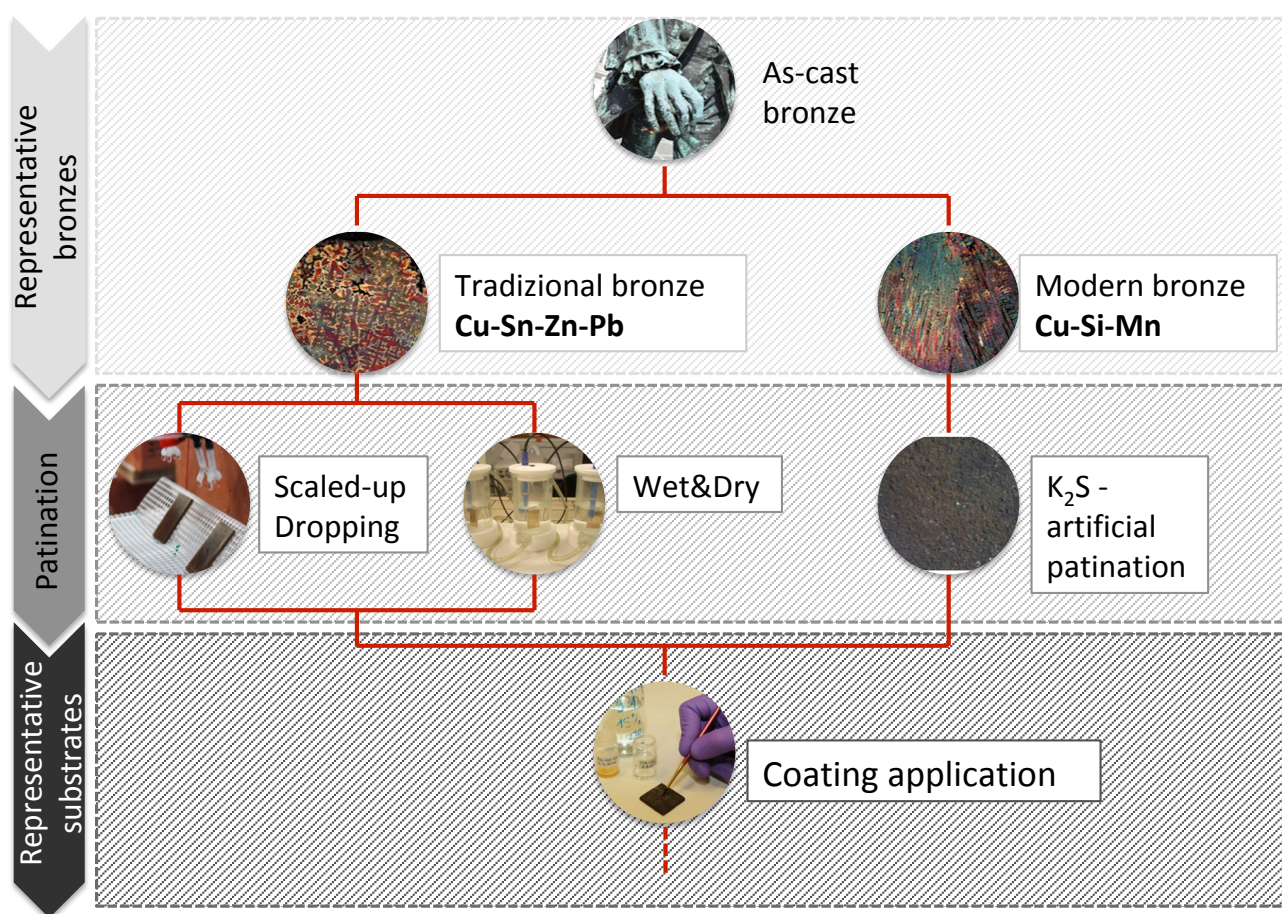 Representative
bronzes
As-cast
bronze
Tradizional bronze
Cu-Sn-Zn-Pb
Modern bronze
Cu-Si-Mn
Patination
Scaled-up
Dropping
Wet&Dry
K₂S -
artificial
patination
Representative
substrates
Coating application